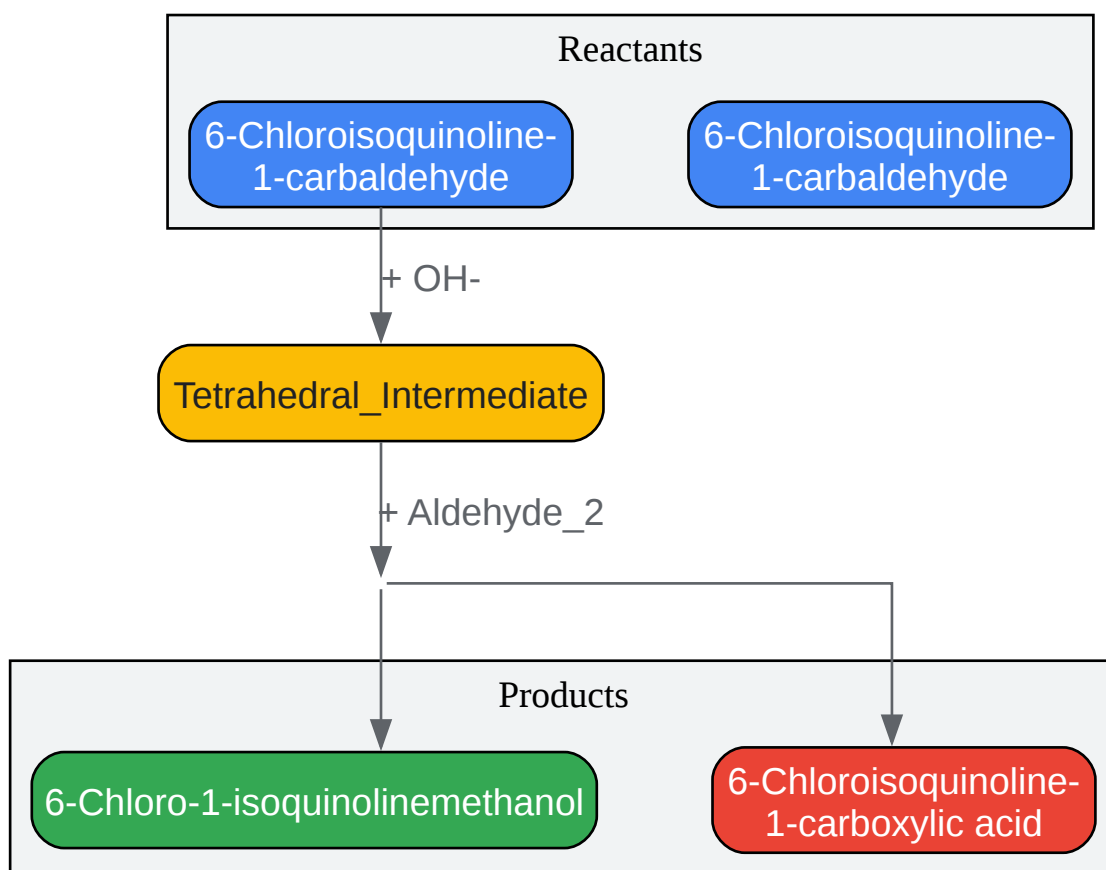 Reactants
6-Chloroisoquinoline-
1-carbaldehyde
6-Chloroisoquinoline-
1-carbaldehyde
+ OH-
Tetrahedral_Intermediate
+ Aldehyde_2
Products
6-Chloro-1-isoquinolinemethanol
6-Chloroisoquinoline-
1-carboxylic acid